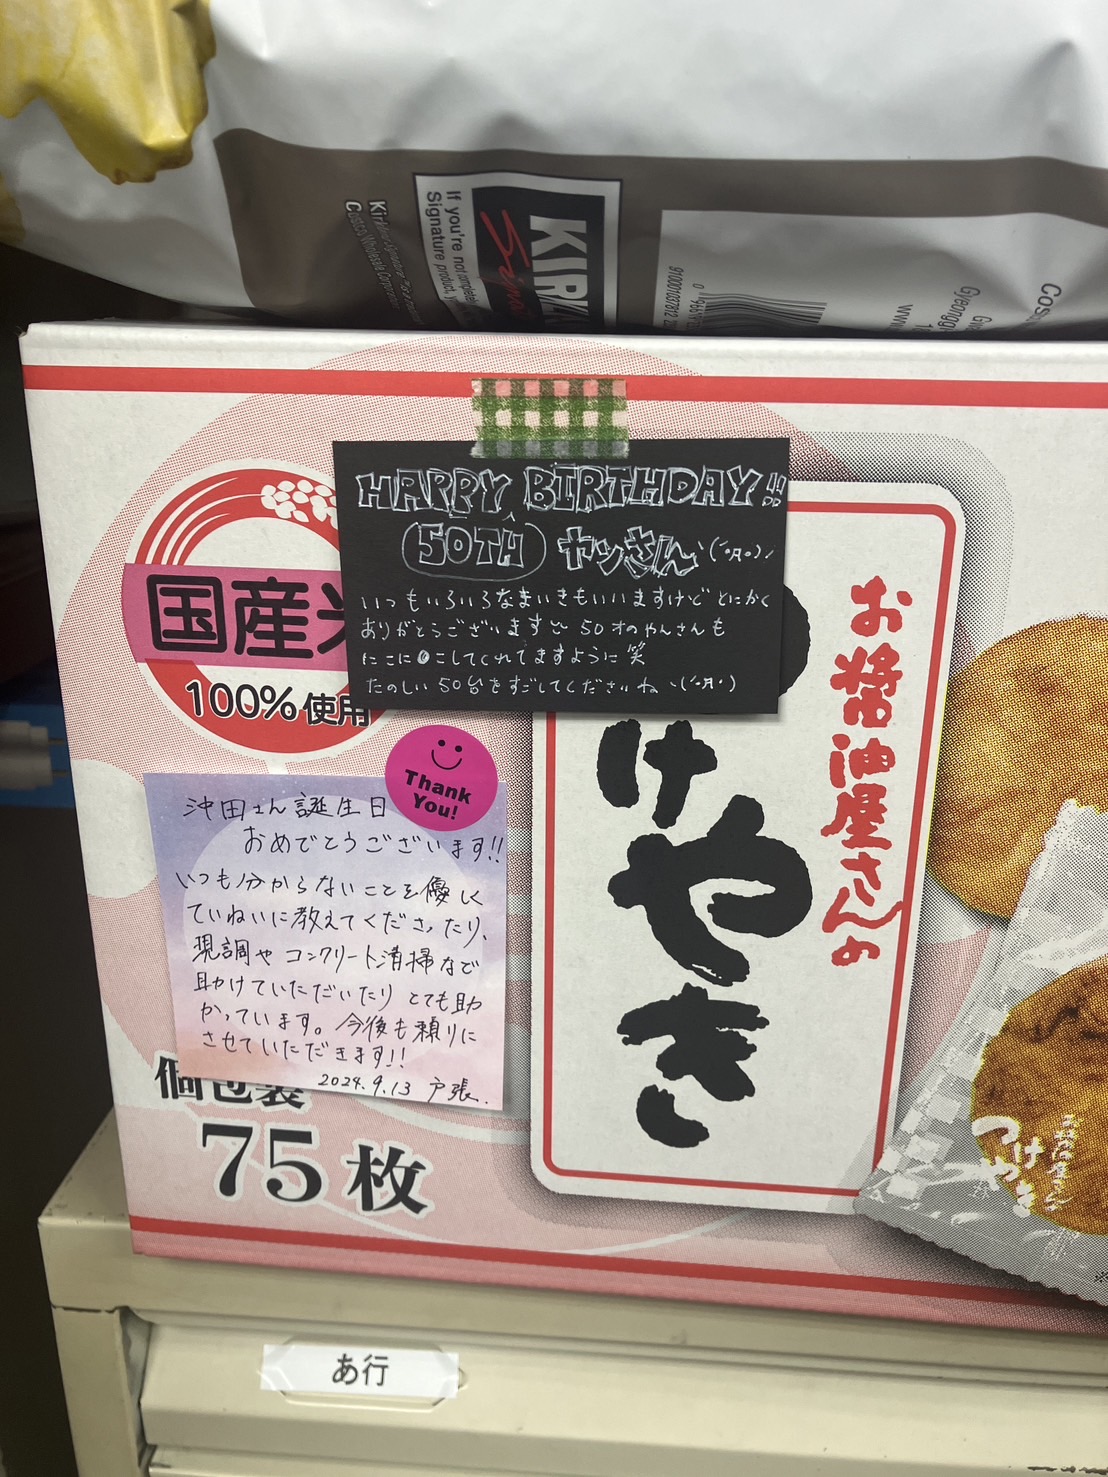 KIRK
Signature
If you're not completely
Signature product, y
Kirkland Signature
Costco Wholesale Corporation
HAPPY BIRTHDAY!!
50TH ヤンさん
いつもいろいろなまいきもいいますけど とにかく
ありがとうございます 50才のやんさんも
にこにこしてくれてますように 笑
たのしい 50台をすごしてくださいね
国産米
100%使用
Thank
You!
沖田さん誕生日
おめでとうございます!!
いつも分からないことを優しく
ていねいに教えてくださったり、
現調や コンクリート清掃など
助けていただいたり とても助
かっています。今後も頼りに
させていただきます!!
2024.9.13 戸張.
お醤油屋さんの
けやき
個包装
75枚
お醤油屋さんの
つけやき
あ行